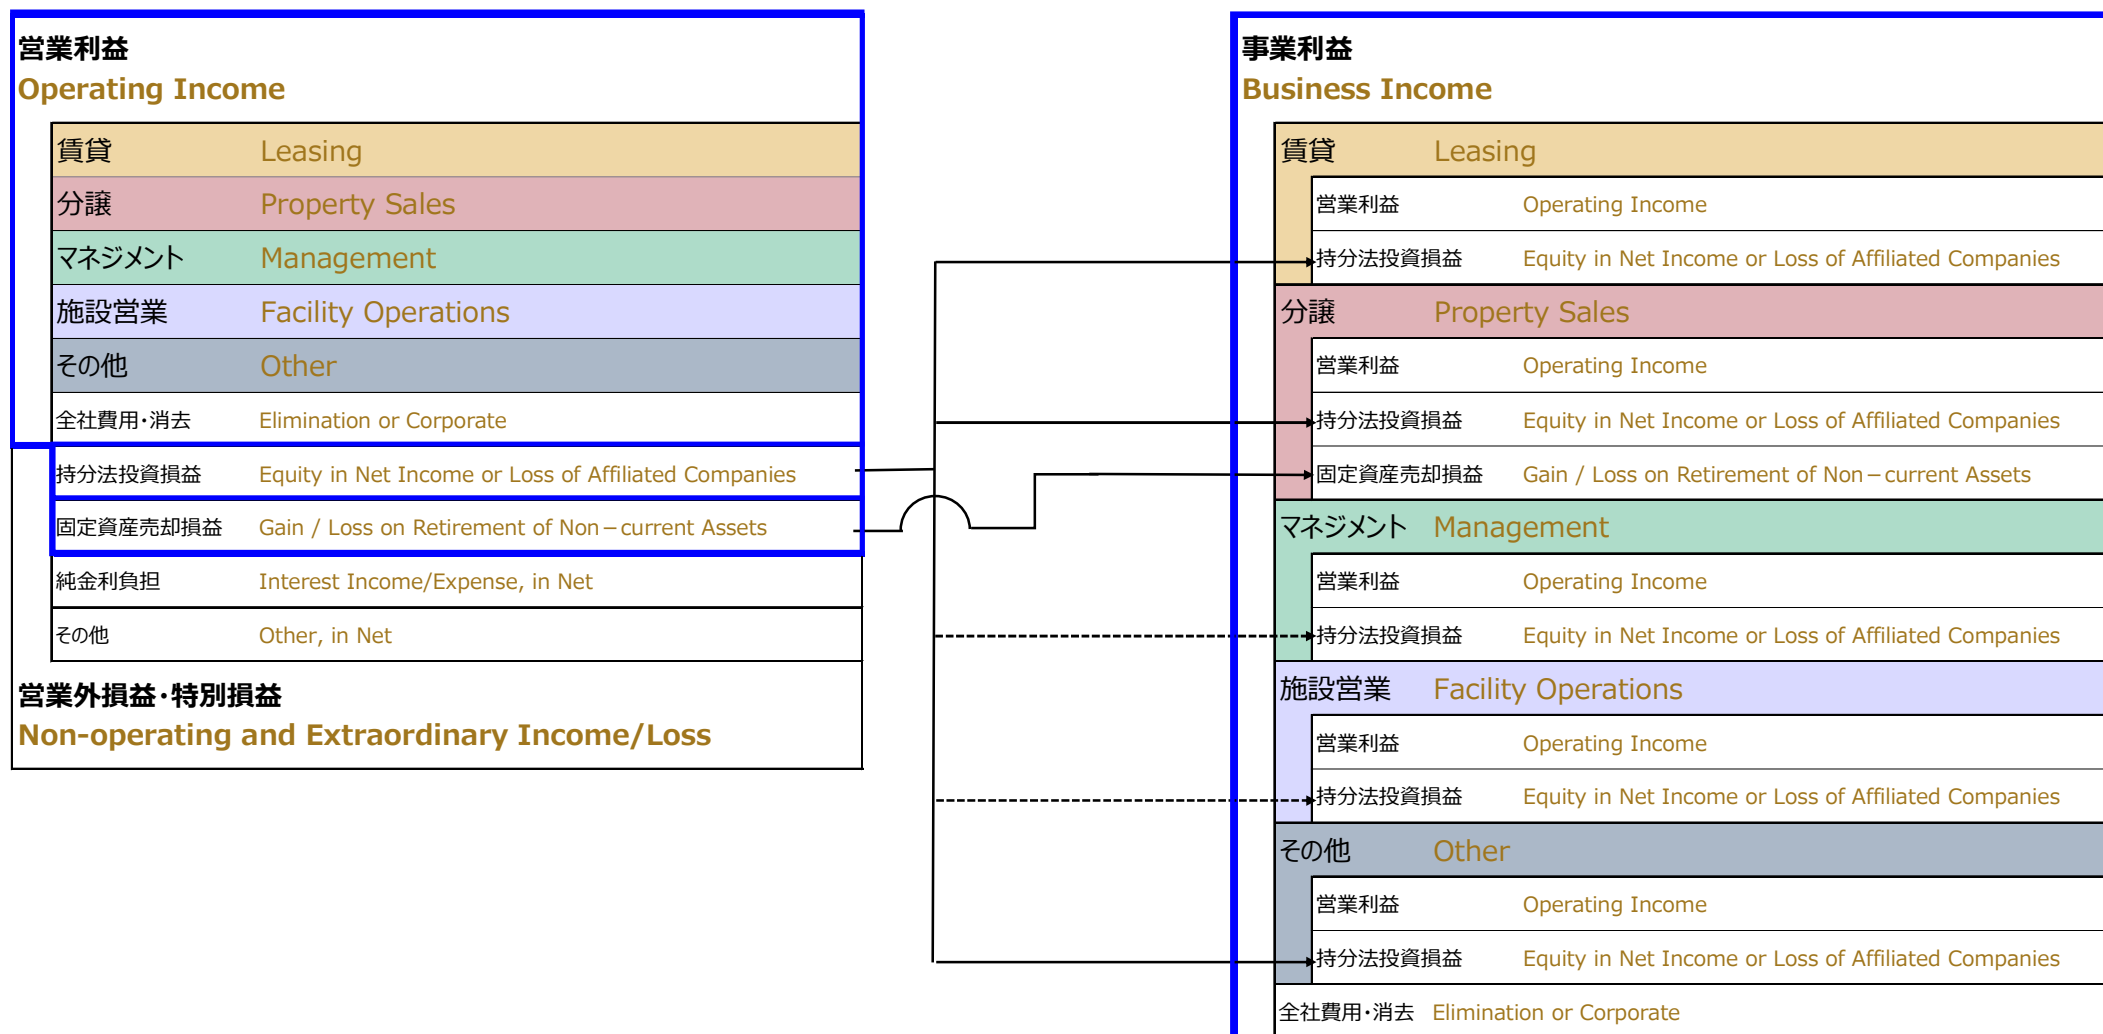 営業利益
Operating Income
賃貸 Leasing
分譲 Property Sales
マネジメント Management
施設営業 Facility Operations
その他 Other
全社費用・消去 Elimination or Corporate
持分法投資損益 Equity in Net Income or Loss of Affiliated Companies
固定資産売却損益 Gain / Loss on Retirement of Non－current Assets
純金利負担 Interest Income/Expense, in Net
その他 Other, in Net
営業外損益・特別損益
Non-operating and Extraordinary Income/Loss
事業利益
Business Income
賃貸 Leasing
営業利益 Operating Income
持分法投資損益 Equity in Net Income or Loss of Affiliated Companies
分譲 Property Sales
営業利益 Operating Income
持分法投資損益 Equity in Net Income or Loss of Affiliated Companies
固定資産売却損益 Gain / Loss on Retirement of Non－current Assets
マネジメント Management
営業利益 Operating Income
持分法投資損益 Equity in Net Income or Loss of Affiliated Companies
施設営業 Facility Operations
営業利益 Operating Income
持分法投資損益 Equity in Net Income or Loss of Affiliated Companies
その他 Other
営業利益 Operating Income
持分法投資損益 Equity in Net Income or Loss of Affiliated Companies
全社費用・消去 Elimination or Corporate